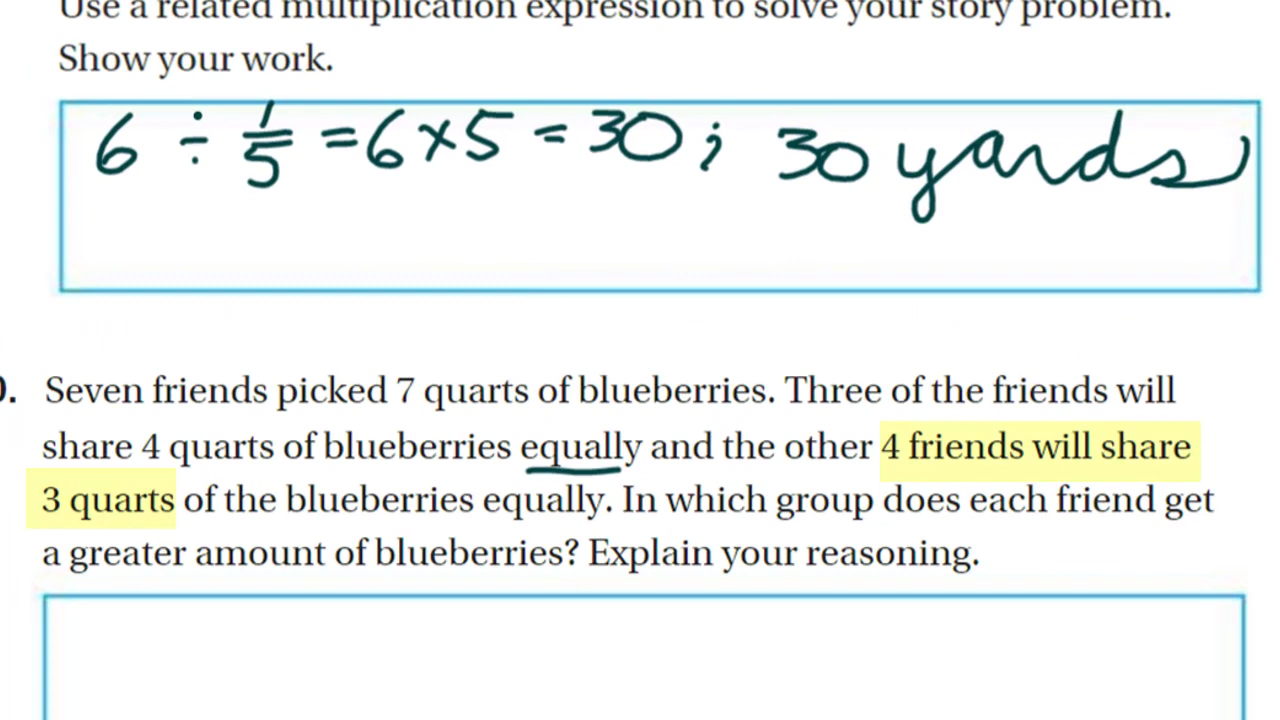 Use a related multiplication expression to solve your story problem.
Show your work.
6 ÷ 1/5 = 6 × 5 = 30; 30 yards
0. Seven friends picked 7 quarts of blueberries. Three of the friends will
share 4 quarts of blueberries equally and the other 4 friends will share
3 quarts of the blueberries equally. In which group does each friend get
a greater amount of blueberries? Explain your reasoning.